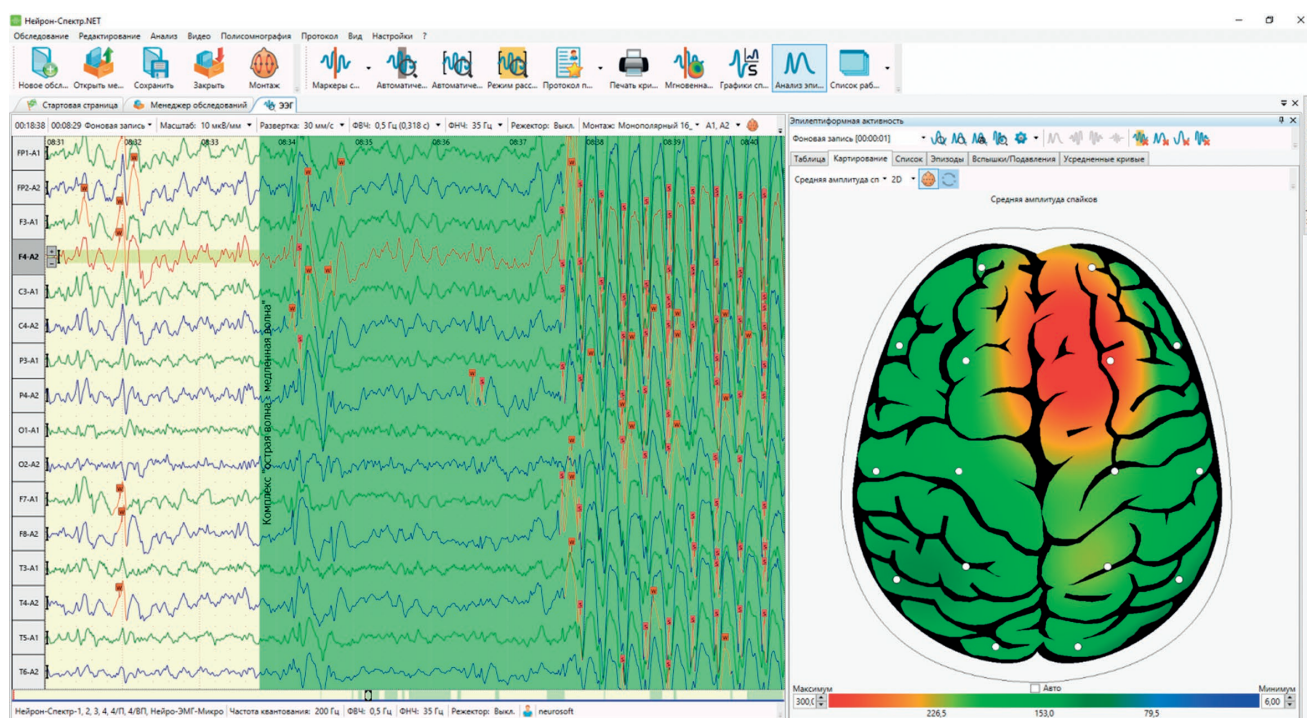 Нейрон-Спектр.NET
Обследование Редактирование Анализ Видео Полисомнография Протокол Вид Настройки ?
Новое обсл... Открыть ме... Сохранить Закрыть Монтаж Маркеры с... Автоматиче... Автоматиче... Режим расс... Протокол п... Печать кри... Мгновенна... Графики сп... Анализ эпи... Список раб...
Стартовая страница Менеджер обследований ЭЭГ
00:18:38 00:08:29 Фоновая запись Масштаб: 10 мкВ/мм Развертка: 30 мм/с ФВЧ: 0,5 Гц (0,318 с) ФНЧ: 35 Гц Режектор: Выкл. Монтаж: Монополярный 16_ A1, A2
08:31 08:32 08:33 08:34 08:35 08:36 08:37 08:38 08:39 08:40
FP1-A1
FP2-A2
F3-A1
F4-A2
C3-A1
C4-A2
P3-A1
P4-A2
O1-A1
O2-A2
F7-A1
F8-A2
T3-A1
T4-A2
T5-A1
T6-A2
Комплекс "острая волна - медленная волна"
Эпилептиформная активность
Фоновая запись [00:00:01]
Таблица Картирование Список Эпизоды Вспышки/Подавления Усредненные кривые
Средняя амплитуда сп 2D
Средняя амплитуда спайков
Максимум Авто Минимум
300,( 6,00
226,5 153,0 79,5
Нейрон-Спектр-1, 2, 3, 4, 4/П, 4/ВП, Нейро-ЭМГ-Микро Частота квантования: 200 Гц ФВЧ: 0,5 Гц ФНЧ: 35 Гц Режектор: Выкл. neurosoft